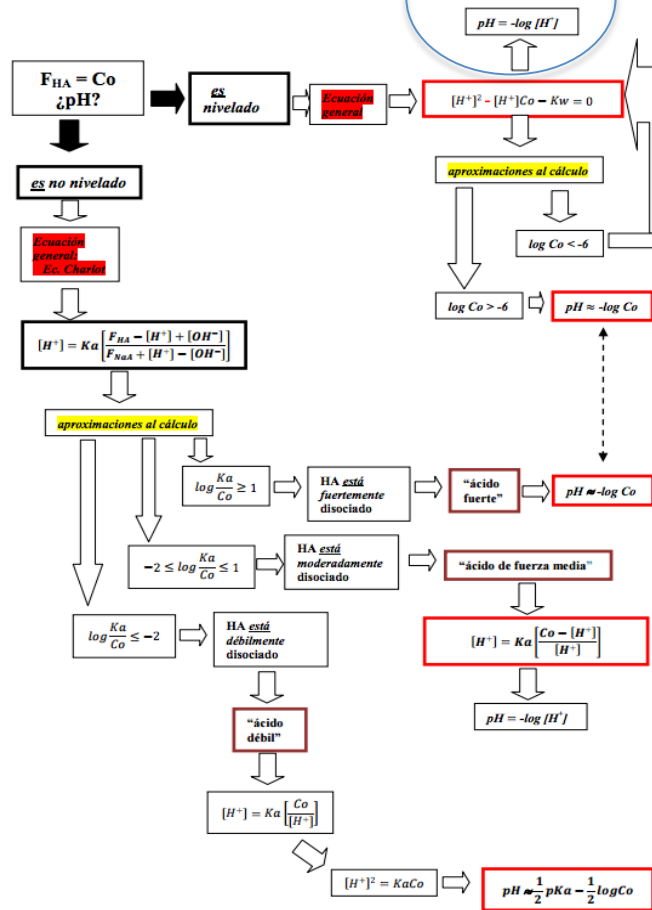 pH = -log [H⁺]
F_HA = Co
¿pH?
es
nivelado
Ecuación
general
[H⁺]² - [H⁺]Co − Kw = 0
es no nivelado
aproximaciones al cálculo
Ecuación
general:
Ec. Charlot
log Co < -6
log Co > -6
pH ≈ -log Co
[H⁺] = Ka[(F_HA − [H⁺] + [OH⁻])/(F_NaA + [H⁺] − [OH⁻])]
aproximaciones al cálculo
log Ka/Co ≥ 1
HA está
fuertemente
disociado
“ácido
fuerte”
pH ≈ -log Co
−2 ≤ log Ka/Co ≤ 1
HA está
moderadamente
disociado
“ácido de fuerza media”
log Ka/Co ≤ −2
HA está
débilmente
disociado
[H⁺] = Ka[(Co − [H⁺])/[H⁺]]
pH = -log [H⁺]
“ácido
débil”
[H⁺] = Ka[Co/[H⁺]]
[H⁺]² = KaCo
pH ≈ 1/2 pKa − 1/2 logCo